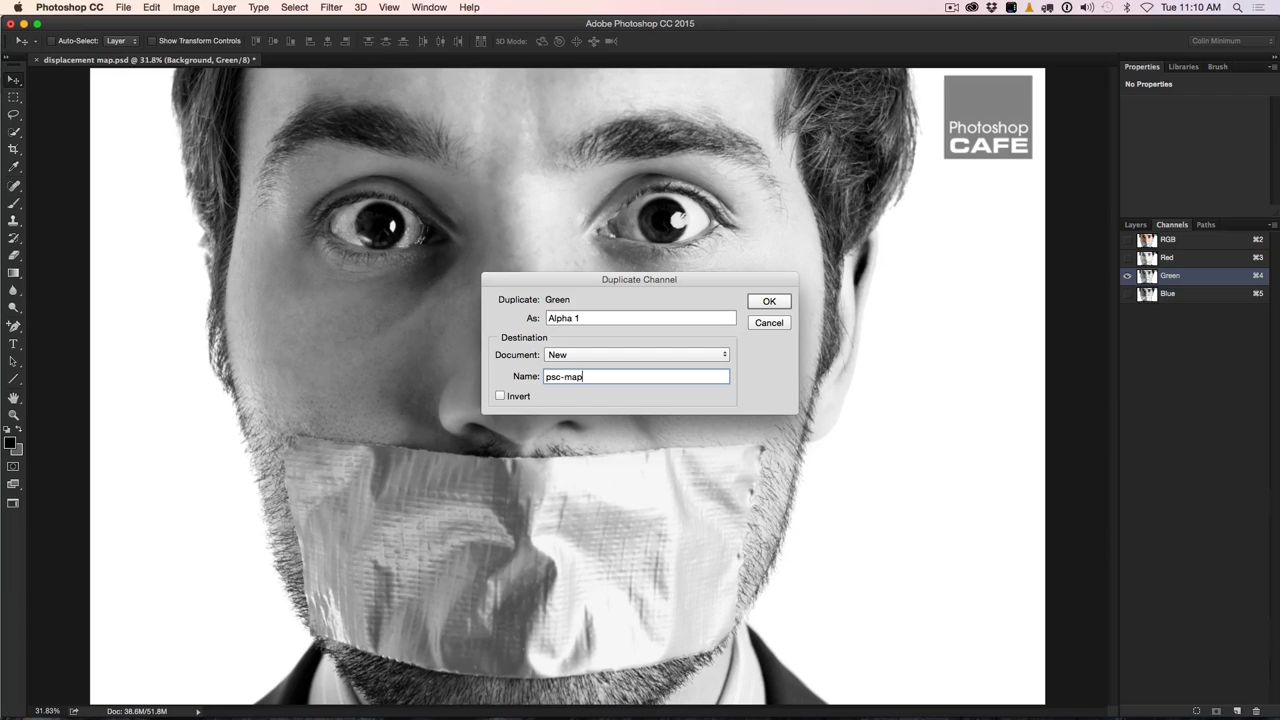 Photoshop CC File Edit Image Layer Type Select Filter 3D View Window Help Tue 11:10 AM
Adobe Photoshop CC 2015
Auto-Select: Layer Show Transform Controls 3D Mode: Colin Minimum
displacement map.psd @ 31.8% (Background, Green/8) *
Properties Libraries Brush
No Properties
Photoshop
CAFE
Layers Channels Paths
RGB ⌘2
Red ⌘3
Green ⌘4
Blue ⌘5
Duplicate Channel
Duplicate: Green
OK
As: Alpha 1
Cancel
Destination
Document: New
Name: psc-map
Invert
31.83% Doc: 38.6M/51.8M